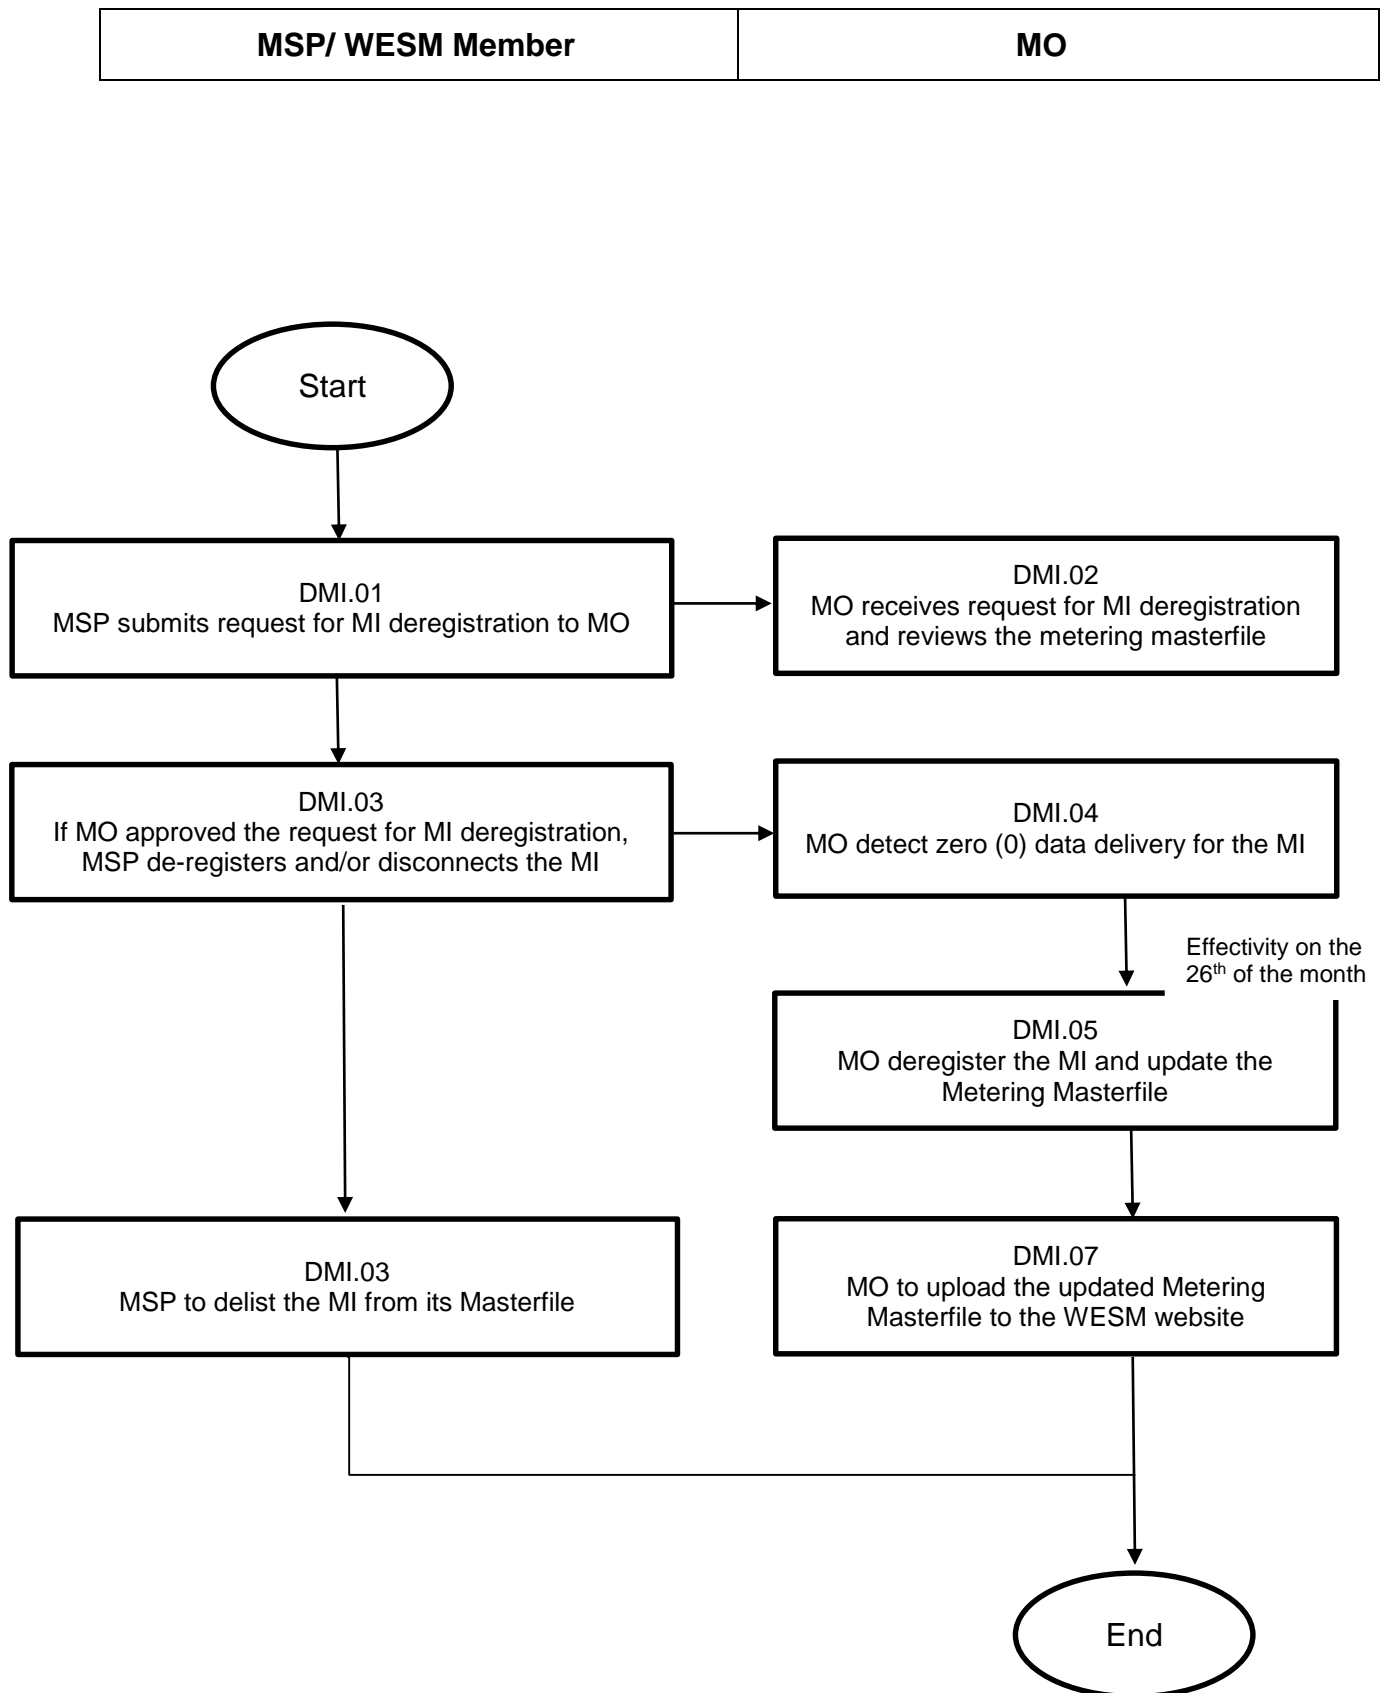 MSP/ WESM Member
MO
Start
DMI.01
MSP submits request for MI deregistration to MO
DMI.02
MO receives request for MI deregistration
and reviews the metering masterfile
DMI.03
If MO approved the request for MI deregistration,
MSP de-registers and/or disconnects the MI
DMI.04
MO detect zero (0) data delivery for the MI
Effectivity on the
26th of the month
DMI.05
MO deregister the MI and update the
Metering Masterfile
DMI.03
MSP to delist the MI from its Masterfile
DMI.07
MO to upload the updated Metering
Masterfile to the WESM website
End